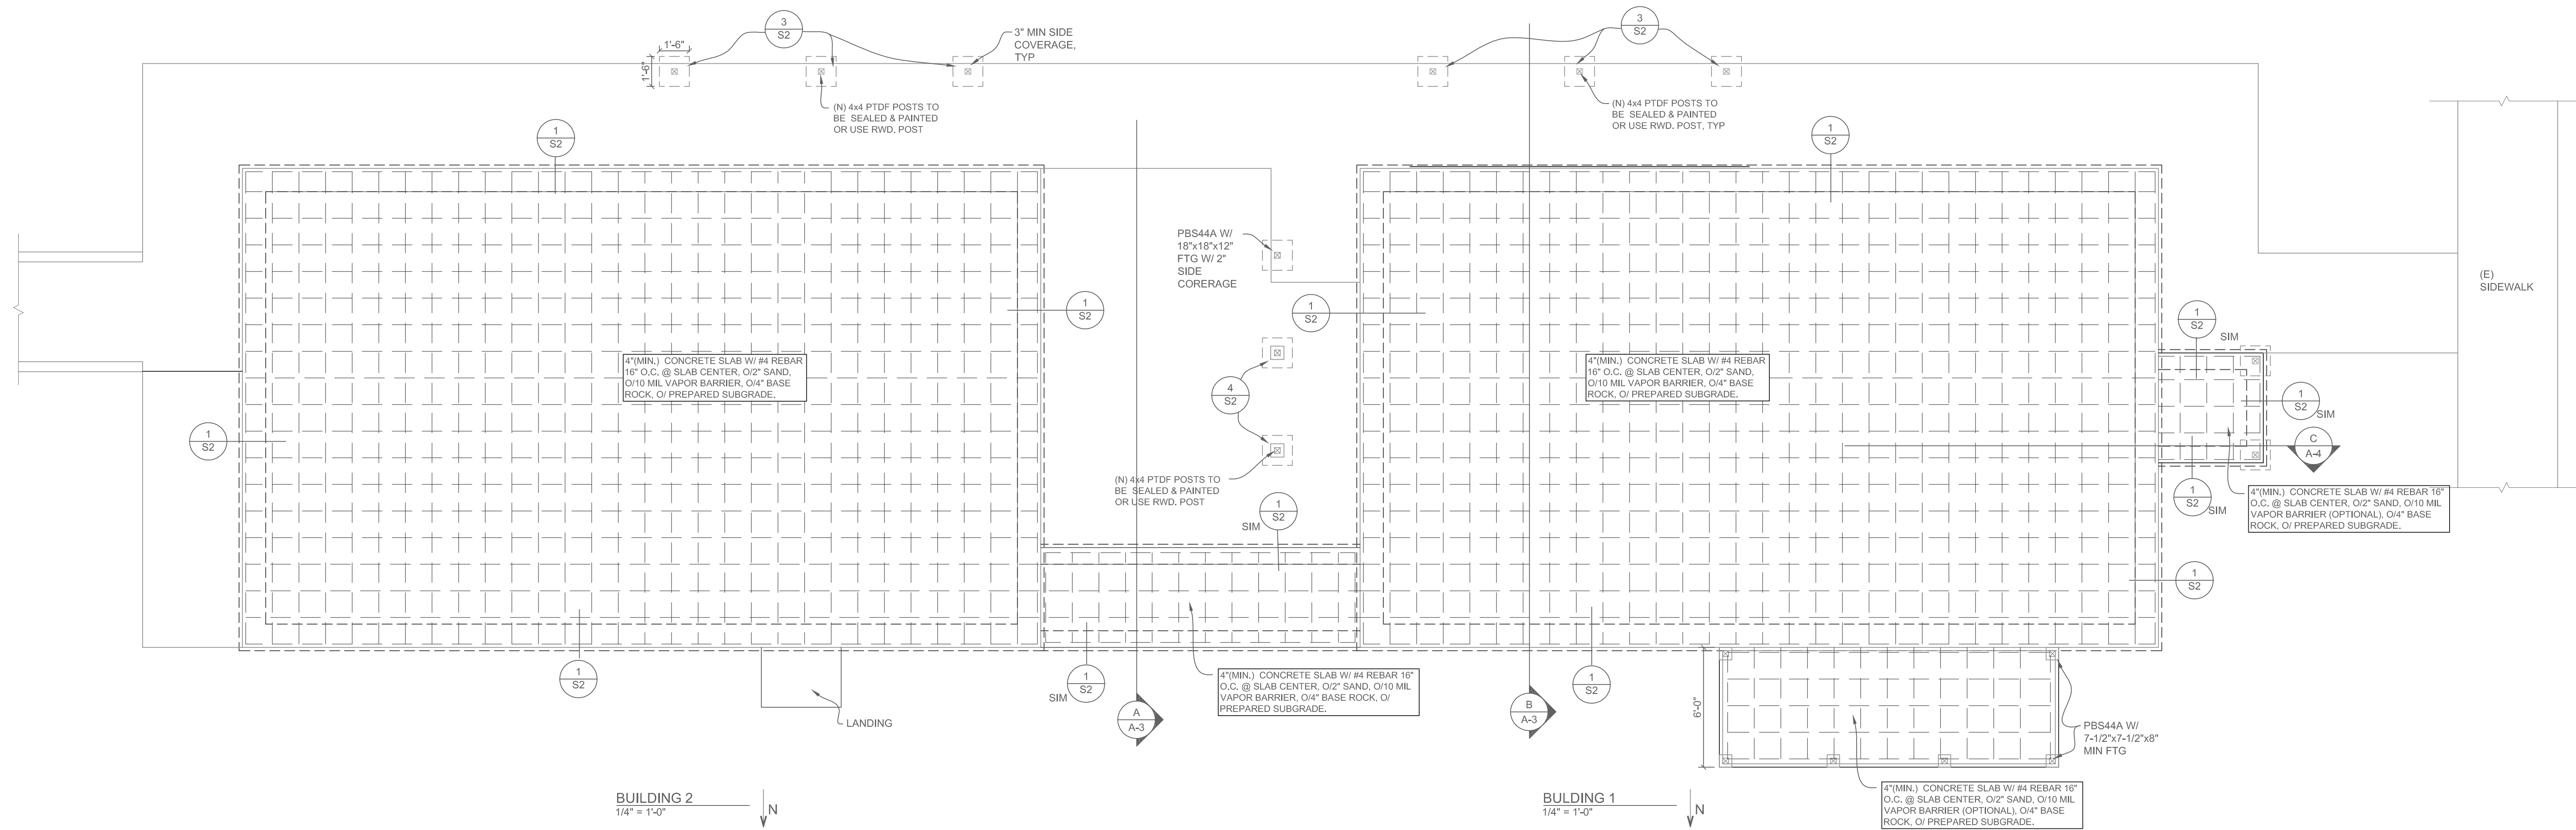 3
S2
1'-6"
1'-6"
3" MIN SIDE
COVERAGE,
TYP
(N) 4x4 PTDF POSTS TO
BE SEALED & PAINTED
OR USE RWD. POST
3
S2
(N) 4x4 PTDF POSTS TO
BE SEALED & PAINTED
OR USE RWD. POST, TYP
1
S2
1
S2
PBS44A W/
18"x18"x12"
FTG W/ 2"
SIDE
CORERAGE
(E)
SIDEWALK
1
S2
1
S2
1
S2
SIM
4"(MIN.) CONCRETE SLAB W/ #4 REBAR
16" O.C. @ SLAB CENTER, O/2" SAND,
O/10 MIL VAPOR BARRIER, O/4" BASE
ROCK, O/ PREPARED SUBGRADE.
4
S2
4"(MIN.) CONCRETE SLAB W/ #4 REBAR
16" O.C. @ SLAB CENTER, O/2" SAND,
O/10 MIL VAPOR BARRIER, O/4" BASE
ROCK, O/ PREPARED SUBGRADE.
1
S2
SIM
1
S2
C
A-4
(N) 4x4 PTDF POSTS TO
BE SEALED & PAINTED
OR USE RWD. POST
1
S2
SIM
1
S2
SIM
4"(MIN.) CONCRETE SLAB W/ #4 REBAR 16"
O.C. @ SLAB CENTER, O/2" SAND, O/10 MIL
VAPOR BARRIER (OPTIONAL), O/4" BASE
ROCK, O/ PREPARED SUBGRADE.
1
S2
1
S2
LANDING
1
S2
SIM
A
A-3
4"(MIN.) CONCRETE SLAB W/ #4 REBAR 16"
O.C. @ SLAB CENTER, O/2" SAND, O/10 MIL
VAPOR BARRIER, O/4" BASE ROCK, O/
PREPARED SUBGRADE.
B
A-3
1
S2
6'-0"
PBS44A W/
7-1/2"x7-1/2"x8"
MIN FTG
4"(MIN.) CONCRETE SLAB W/ #4 REBAR 16"
O.C. @ SLAB CENTER, O/2" SAND, O/10 MIL
VAPOR BARRIER (OPTIONAL), O/4" BASE
ROCK, O/ PREPARED SUBGRADE.
BUILDING 2
1/4" = 1'-0"
N
BULDING 1
1/4" = 1'-0"
N